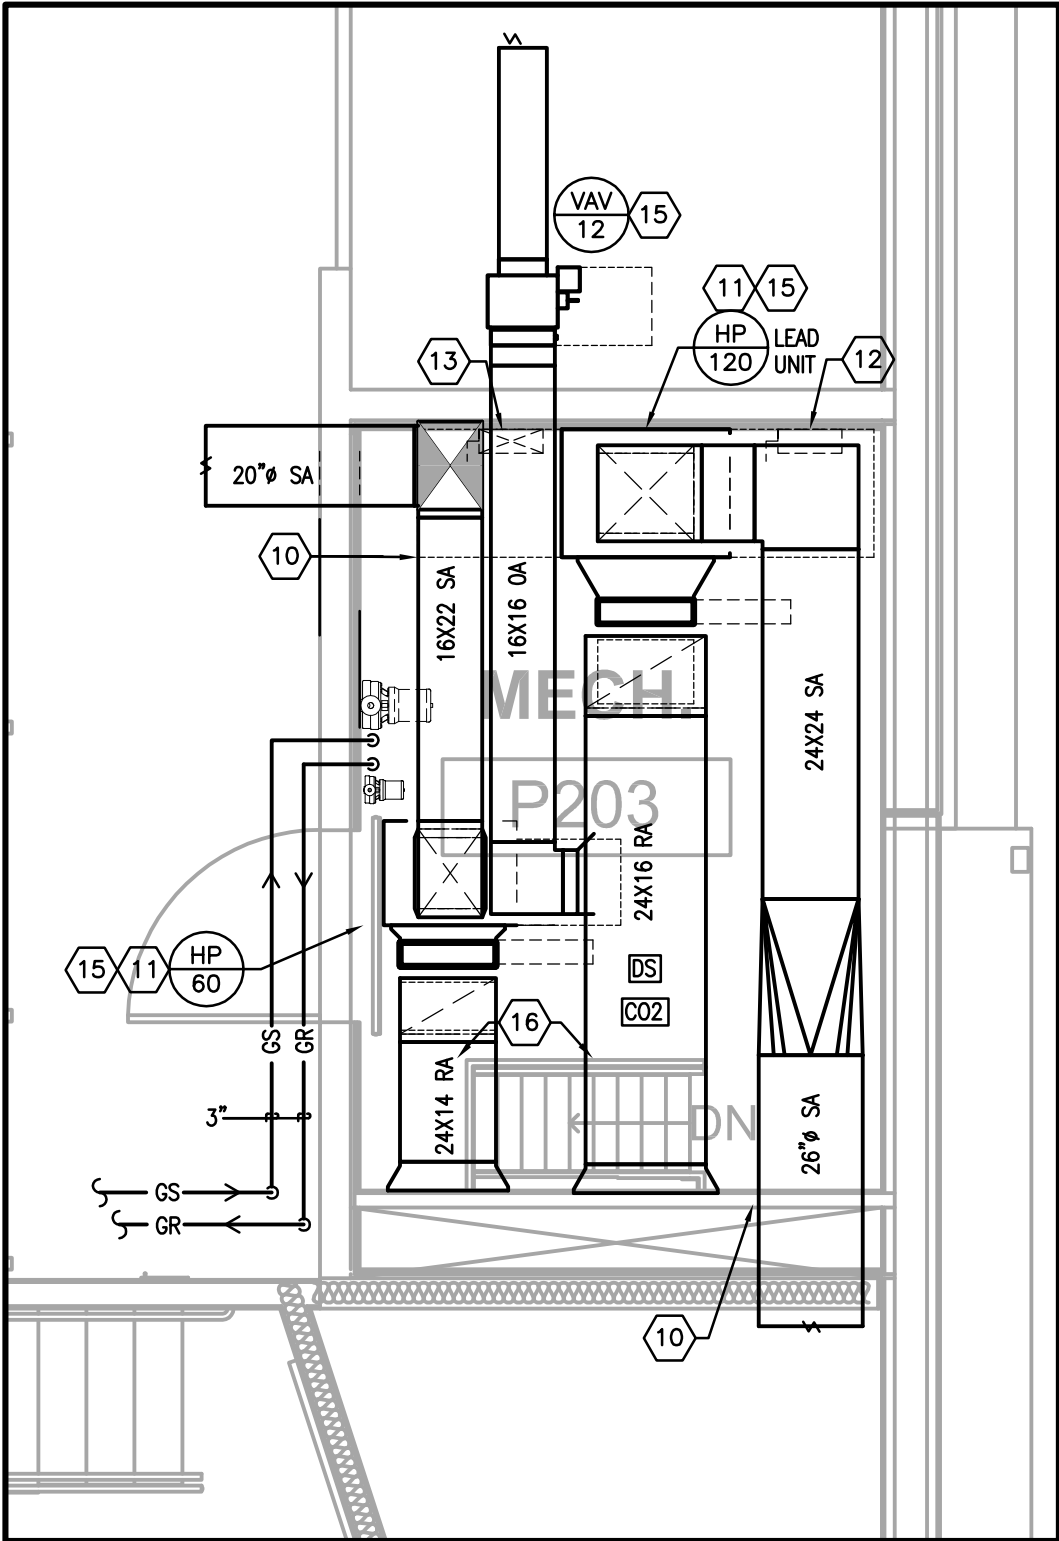 VAV
12
15
11
15
HP
120
LEAD
UNIT
12
13
20"ø SA
10
16X22 SA
16X16 OA
MECH.
24X24 SA
P203
24X16 RA
15
11
HP
60
DS
CO2
16
GS
GR
24X14 RA
3"
DN
26"ø SA
GS
GR
10